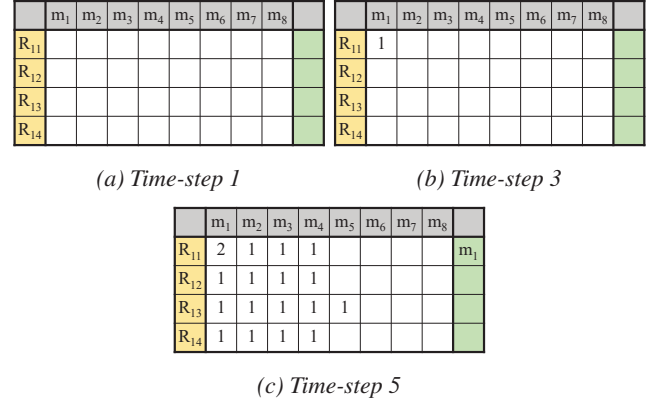 m₁ m₂ m₃ m₄ m₅ m₆ m₇ m₈
R₁₁
R₁₂
R₁₃
R₁₄
(a) Time-step 1
m₁ m₂ m₃ m₄ m₅ m₆ m₇ m₈
R₁₁ 1
R₁₂
R₁₃
R₁₄
(b) Time-step 3
m₁ m₂ m₃ m₄ m₅ m₆ m₇ m₈
R₁₁ 2 1 1 1 m₁
R₁₂ 1 1 1 1
R₁₃ 1 1 1 1 1
R₁₄ 1 1 1 1
(c) Time-step 5